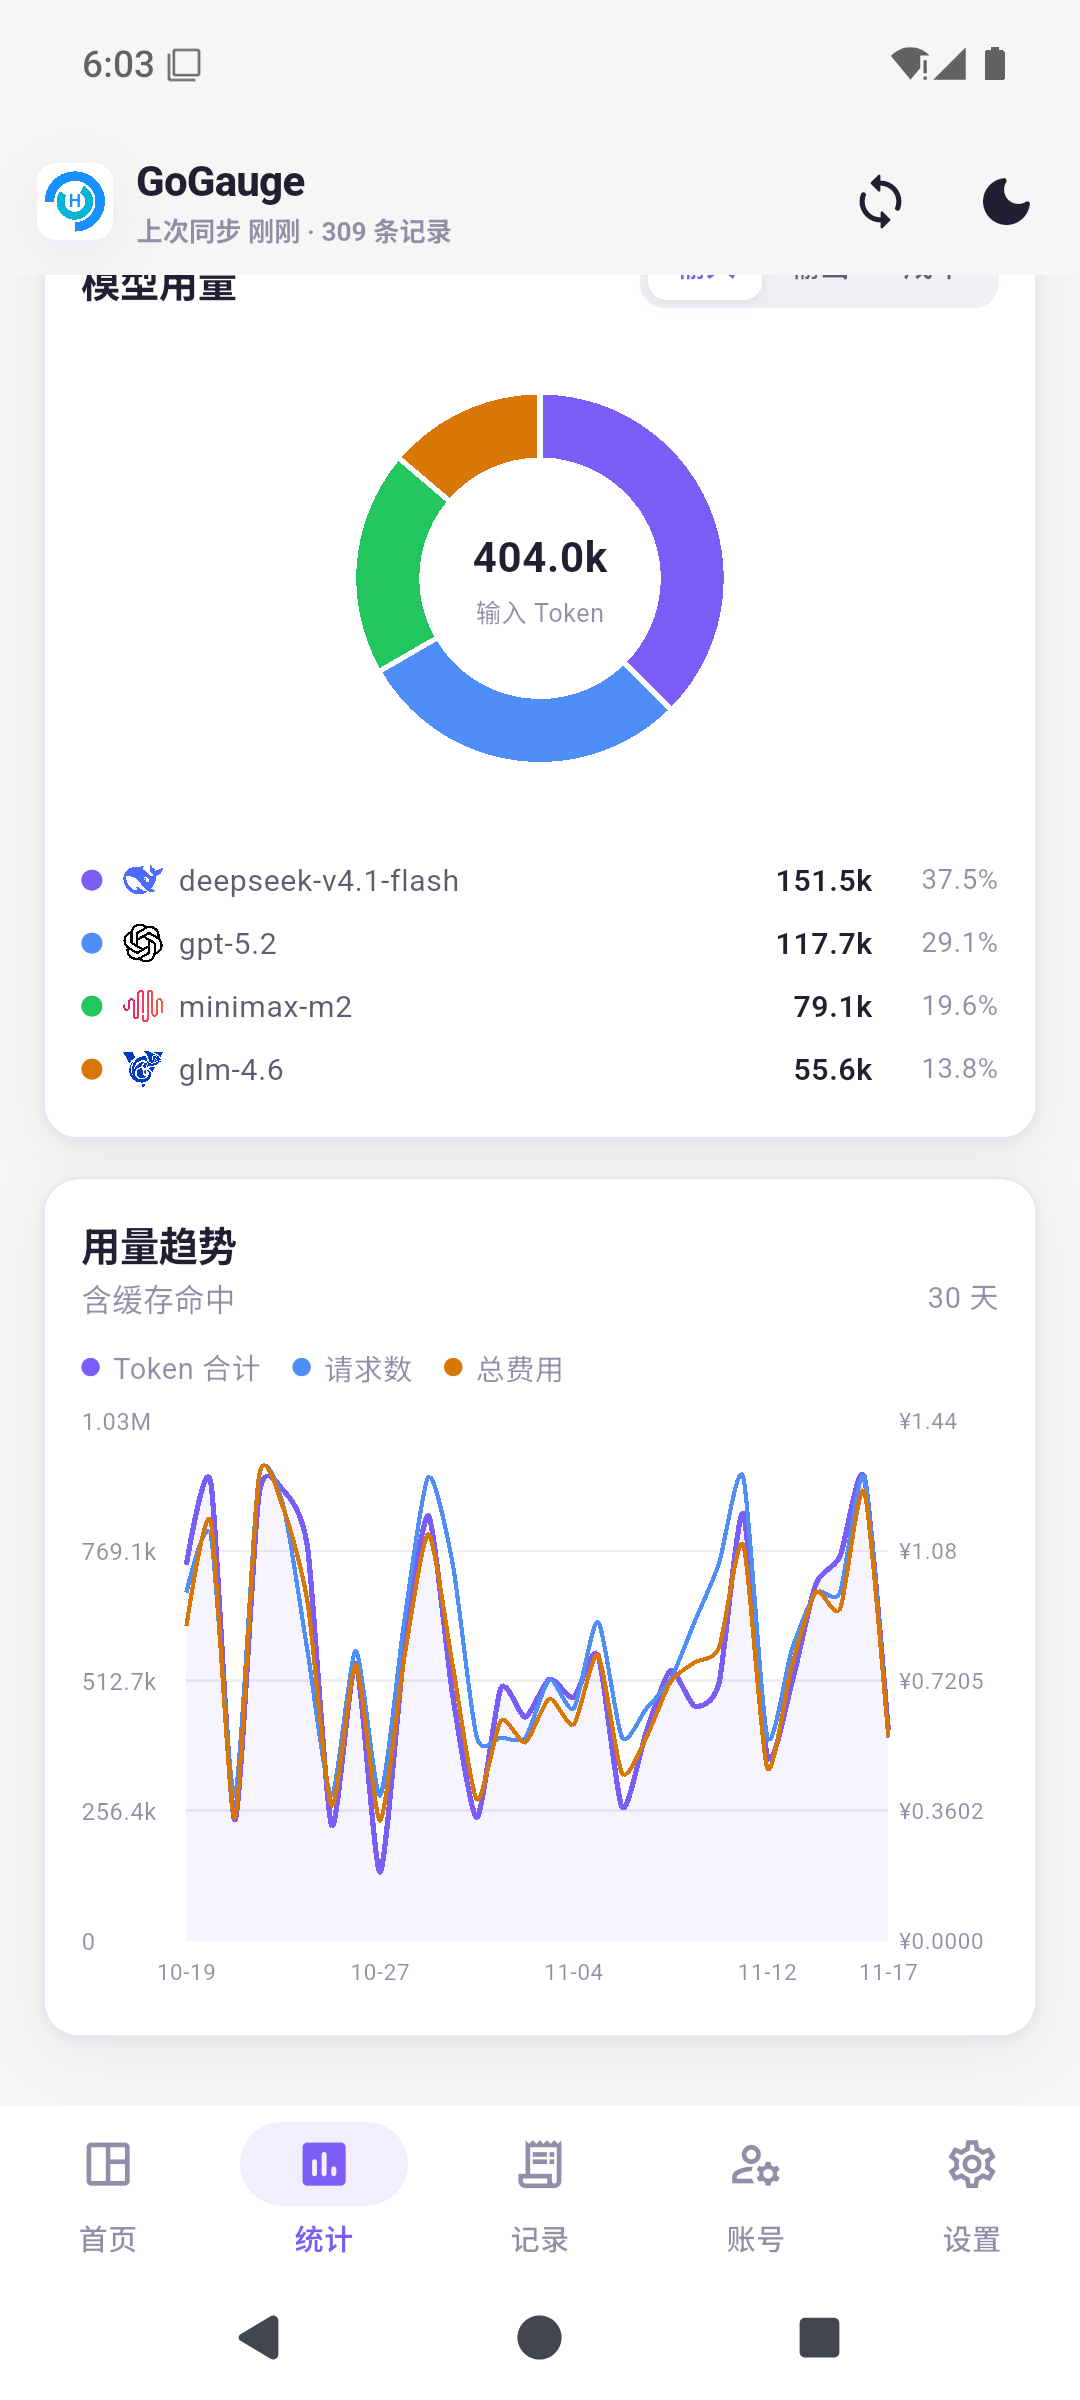 6:03
GoGauge
上次同步 刚刚 · 309 条记录
模型用量
404.0k
输入 Token
deepseek-v4.1-flash 151.5k 37.5%
gpt-5.2 117.7k 29.1%
minimax-m2 79.1k 19.6%
glm-4.6 55.6k 13.8%
用量趋势
含缓存命中 30 天
Token 合计 请求数 总费用
1.03M ¥1.44
769.1k ¥1.08
512.7k ¥0.7205
256.4k ¥0.3602
0 ¥0.0000
10-19 10-27 11-04 11-12 11-17
首页 统计 记录 账号 设置